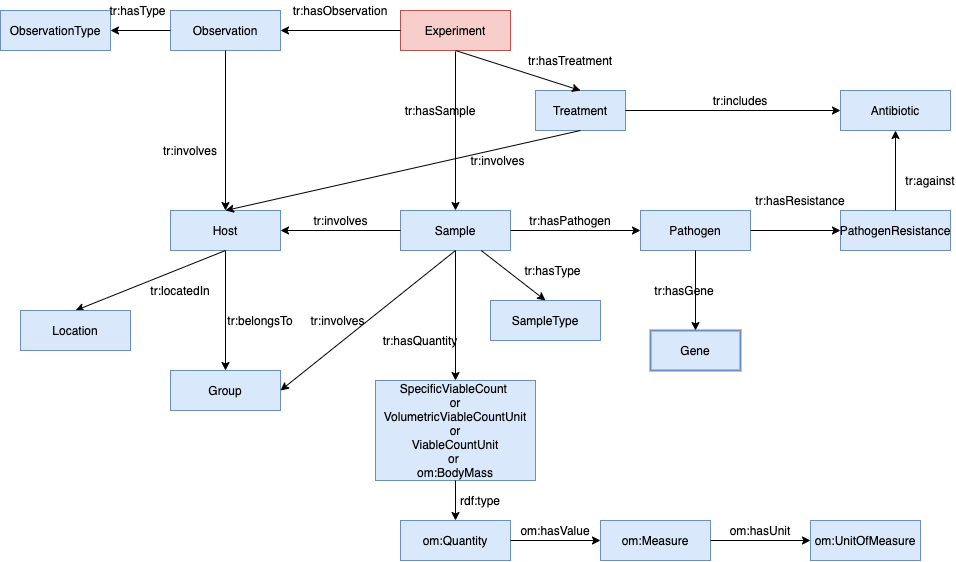 tr:hasType
tr:hasObservation
ObservationType
Observation
Experiment
tr:hasTreatment
tr:hasSample
Treatment
tr:includes
Antibiotic
tr:involves
tr:involves
tr:against
tr:hasResistance
Host
tr:involves
Sample
tr:hasPathogen
Pathogen
PathogenResistance
tr:hasType
tr:locatedIn
tr:hasGene
Location
tr:belongsTo
tr:involves
SampleType
tr:hasQuantity
Gene
Group
SpecificViableCount
or
VolumetricViableCountUnit
or
ViableCountUnit
or
om:BodyMass
rdf:type
om:Quantity
om:hasValue
om:Measure
om:hasUnit
om:UnitOfMeasure